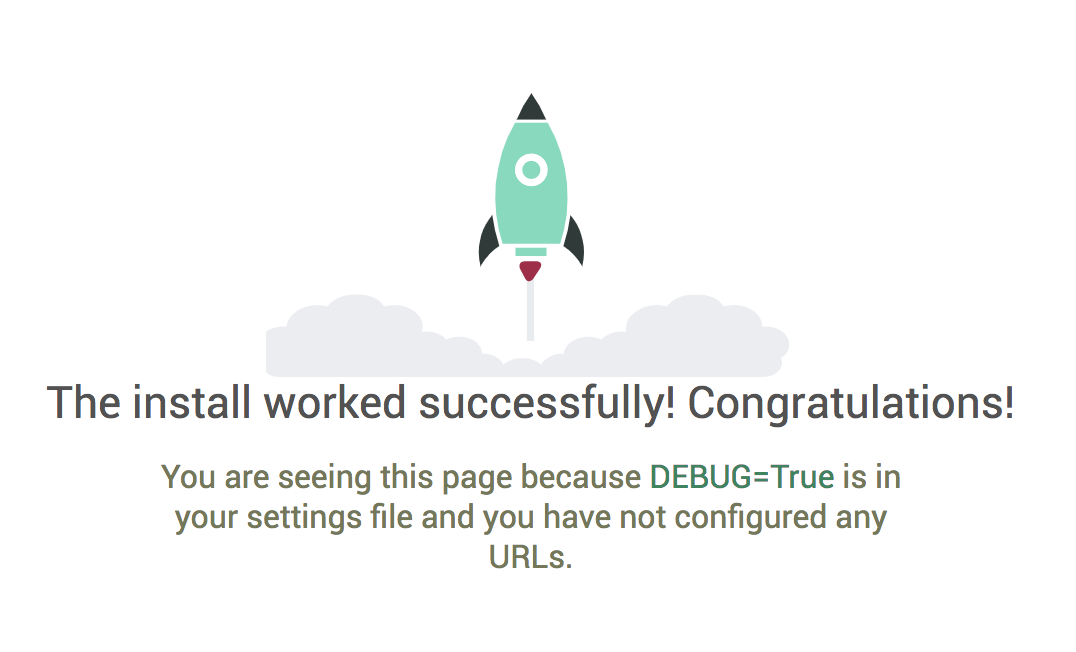 The install worked successfully! Congratulations!
You are seeing this page because DEBUG=True is in
your settings file and you have not configured any
URLs.